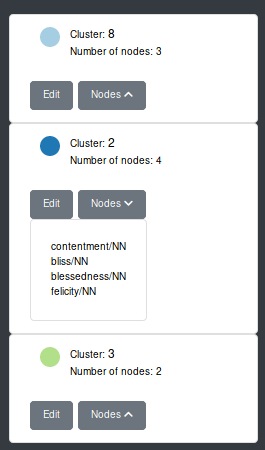 Cluster: 8
Number of nodes: 3
Edit Nodes
Cluster: 2
Number of nodes: 4
Edit Nodes
contentment/NN
bliss/NN
blessedness/NN
felicity/NN
Cluster: 3
Number of nodes: 2
Edit Nodes